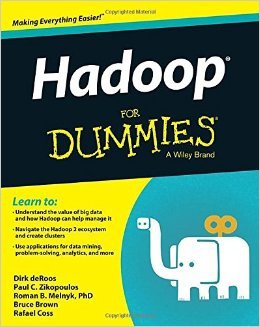 Making Everything Easier!™
Hadoop®
FOR
DUMMIES®
A Wiley Brand
Learn to:
• Understand the value of big data
and how Hadoop can help manage it
• Navigate the Hadoop 2 ecosystem
and create clusters
• Use applications for data mining,
problem-solving, analytics, and more
Dirk deRoos
Paul C. Zikopoulos
Roman B. Melnyk, PhD
Bruce Brown
Rafael Coss